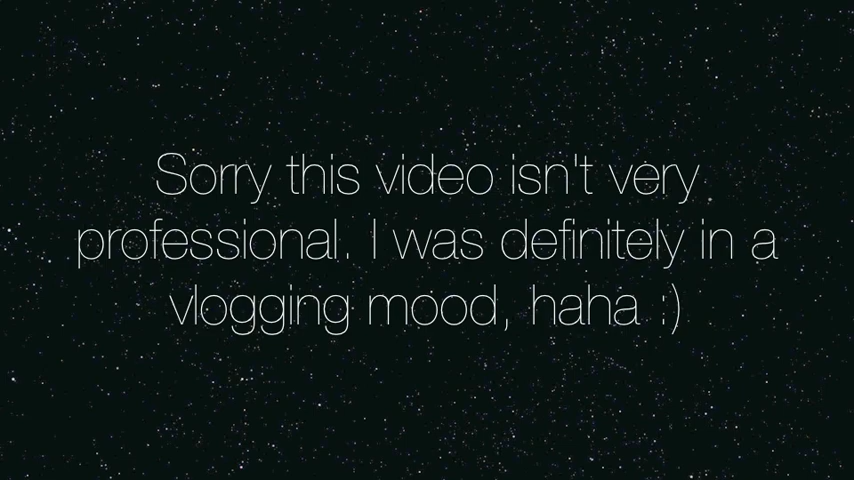 Sorry this video isn't very
professional. I was definitely in a
vlogging mood, haha :)